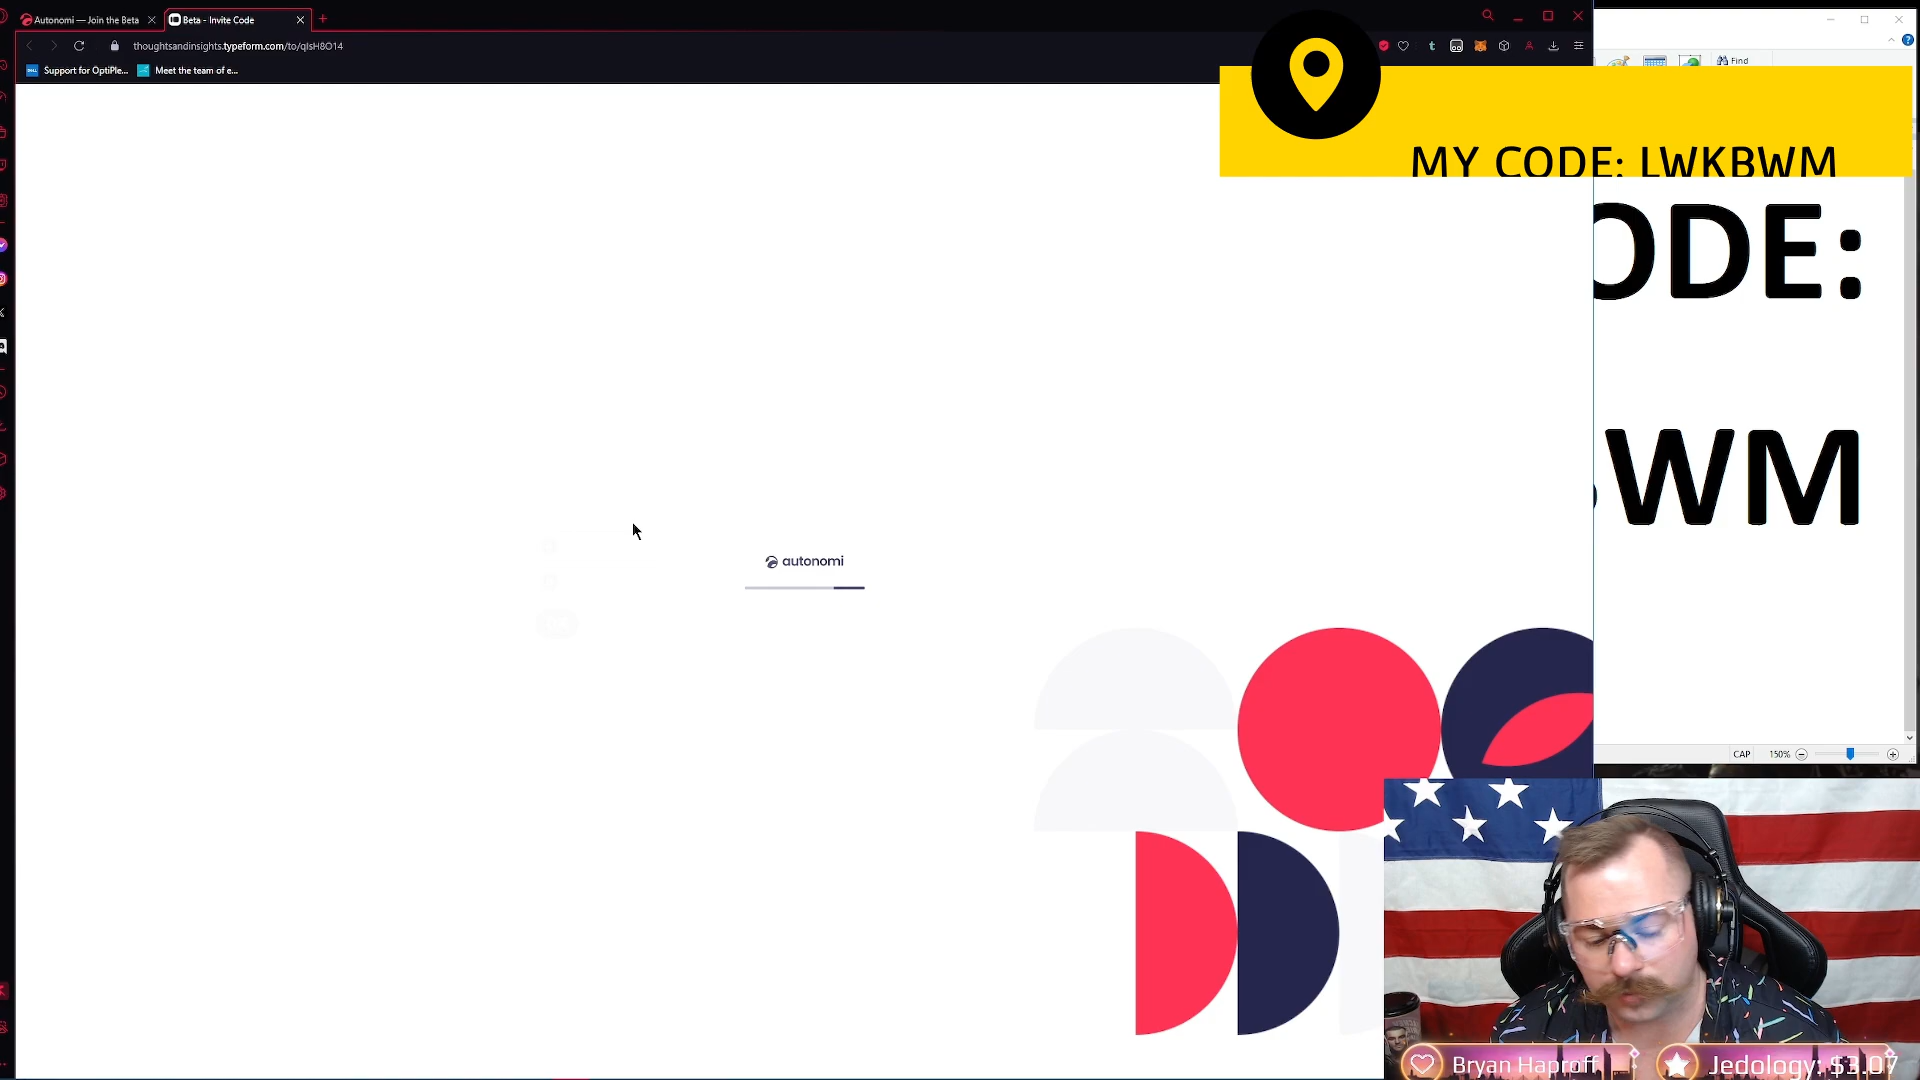 Autonomi — Join the Beta
Beta - Invite Code
thoughtsandinsights.typeform.com/to/qIsH8O14
Support for OptiPle...
Meet the team of e...
Find
MY CODE: LWKBWM
ODE:
WM
autonomi
CAP
150%
Bryan Haproff
Jedology: $3.07